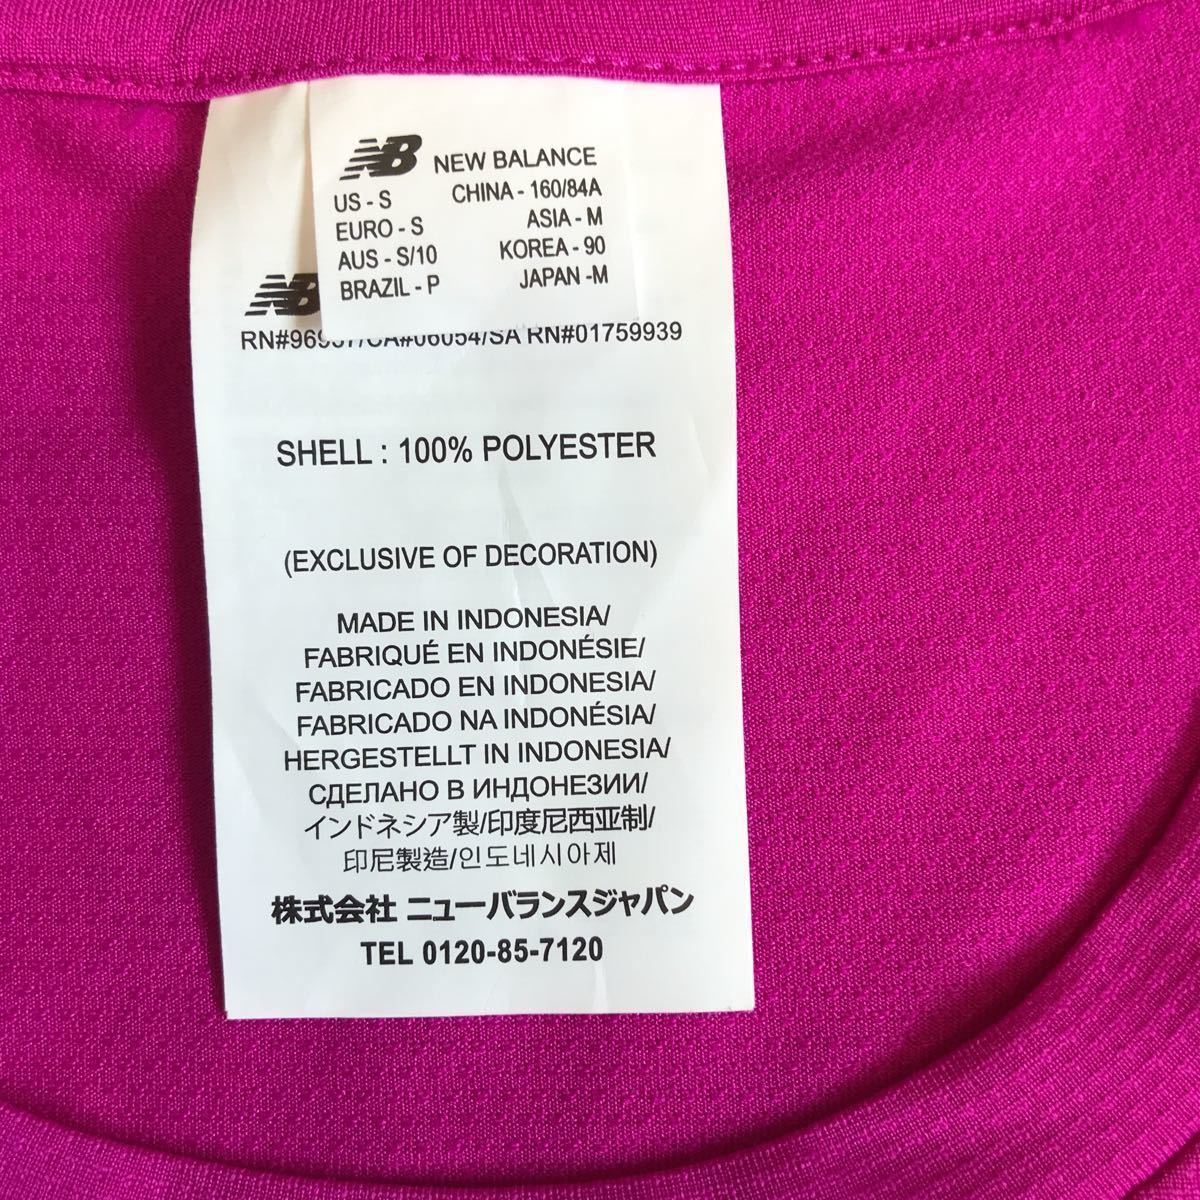 NB NEW BALANCE
US - S CHINA - 160/84A
EURO - S ASIA - M
AUS - S/10 KOREA - 90
BRAZIL - P JAPAN -M
NB
RN#01759939
SHELL : 100% POLYESTER
(EXCLUSIVE OF DECORATION)
MADE IN INDONESIA/
FABRIQUÉ EN INDONÉSIE/
FABRICADO EN INDONESIA/
FABRICADO NA INDONÉSIA/
HERGESTELLT IN INDONESIA/
СДЕЛАНО В ИНДОНЕЗИИ/
インドネシア製/印度尼西亚制/
印尼製造/인도네시아제
株式会社 ニューバランスジャパン
TEL 0120-85-7120